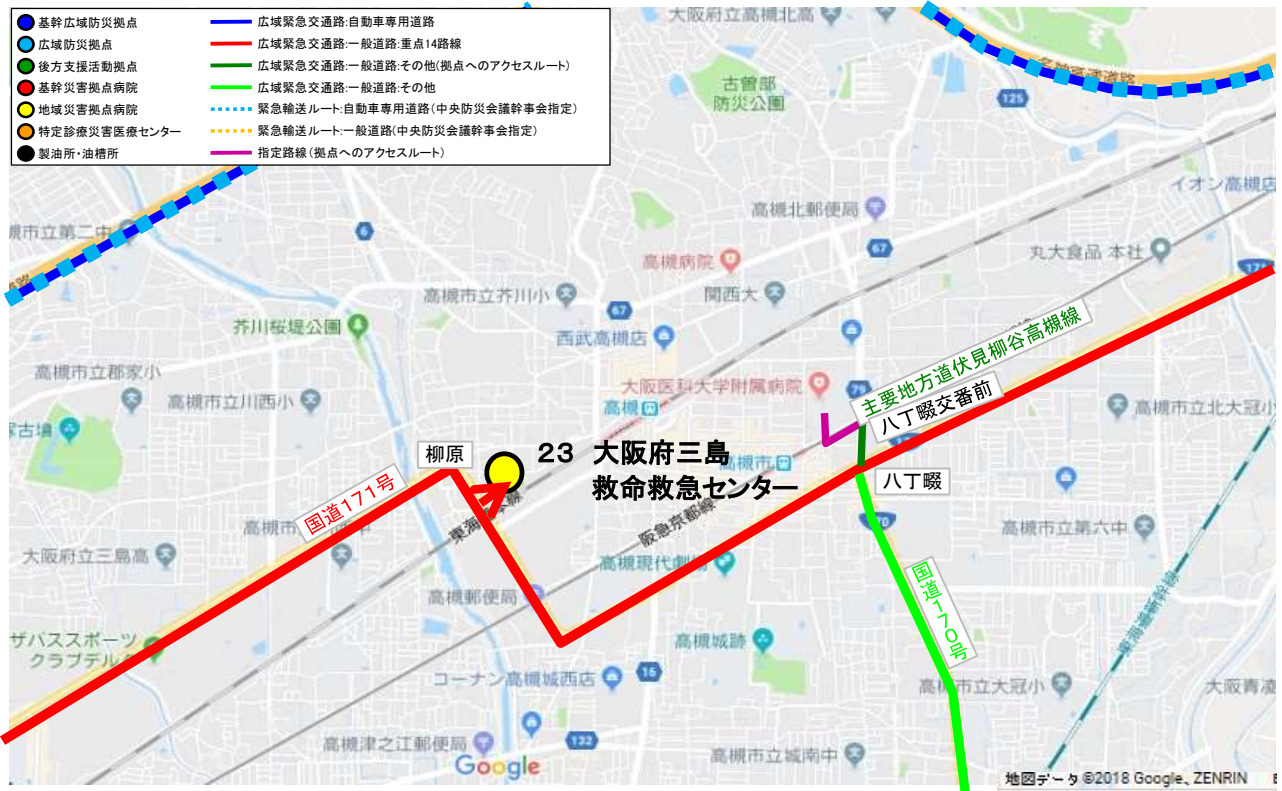 基幹広域防災拠点
広域防災拠点
後方支援活動拠点
基幹災害拠点病院
地域災害拠点病院
特定診療災害医療センター
製油所・油槽所
広域緊急交通路:自動車専用道路
広域緊急交通路:一般道路:重点14路線
広域緊急交通路:一般道路:その他(拠点へのアクセスルート)
広域緊急交通路:一般道路:その他
緊急輸送ルート:自動車専用道路(中央防災会議幹事会指定)
緊急輸送ルート:一般道路(中央防災会議幹事会指定)
指定路線(拠点へのアクセスルート)
大阪府立高槻北高
名神高速道路
古曽部
防災公園
125
イオン高槻店
槻市立第二中
6
高槻北郵便局
67
丸大食品 本社
171
高槻病院
高槻市立芥川小
関西大
67
芥川桜堤公園
西武高槻店
主要地方道伏見柳谷高槻線
高槻市立郡家小
大阪医科大学附属病院
79
高槻市立川西小
高槻
八丁畷交番前
高槻市立北大冠小
塚古墳
柳原
23 大阪府三島
救命救急センター
高槻市
八丁畷
国道171号
阪急京都線
高槻市立第六中
大阪府立三島高
高槻現代劇場
国道170号
高槻郵便局
ザバススポーツ
クラブデル
高槻城跡
コーナン高槻城西店
16
高槻市立大冠小
大阪青凌
高槻津之江郵便局
132
高槻市立城南中
Google
地図データ ©2018 Google、ZENRIN